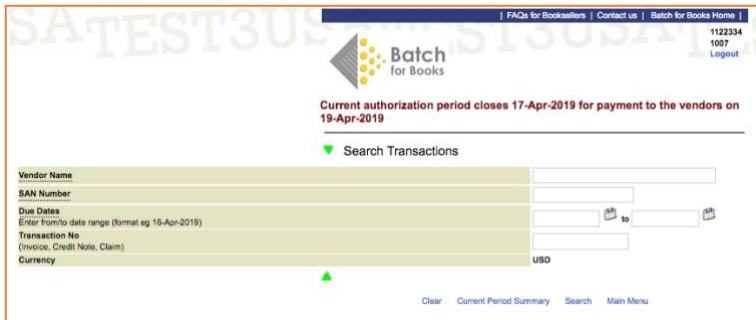 SATEST3US
ST3USAT
| FAQs for Booksellers | Contact us | Batch for Books Home |
1122334
1007
Logout
Batch
for Books
Current authorization period closes 17-Apr-2019 for payment to the vendors on
19-Apr-2019
Search Transactions
Vendor Name
SAN Number
Due Dates
Enter from/to date range (format eg 16-Apr-2019)
to
Transaction No
(Invoice, Credit Note, Claim)
Currency USD
Clear Current Period Summary Search Main Menu